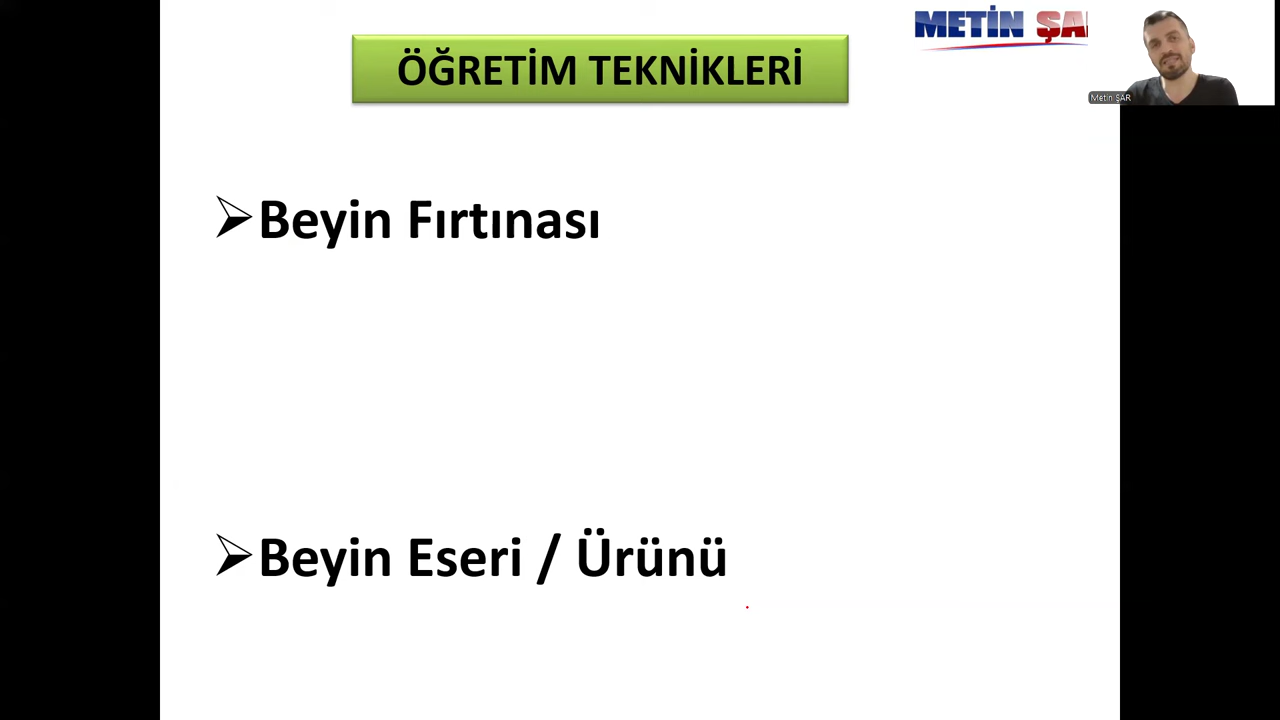 METİN ŞA
Metin ŞAR
ÖĞRETİM TEKNİKLERİ
Beyin Fırtınası
Beyin Eseri / Ürünü